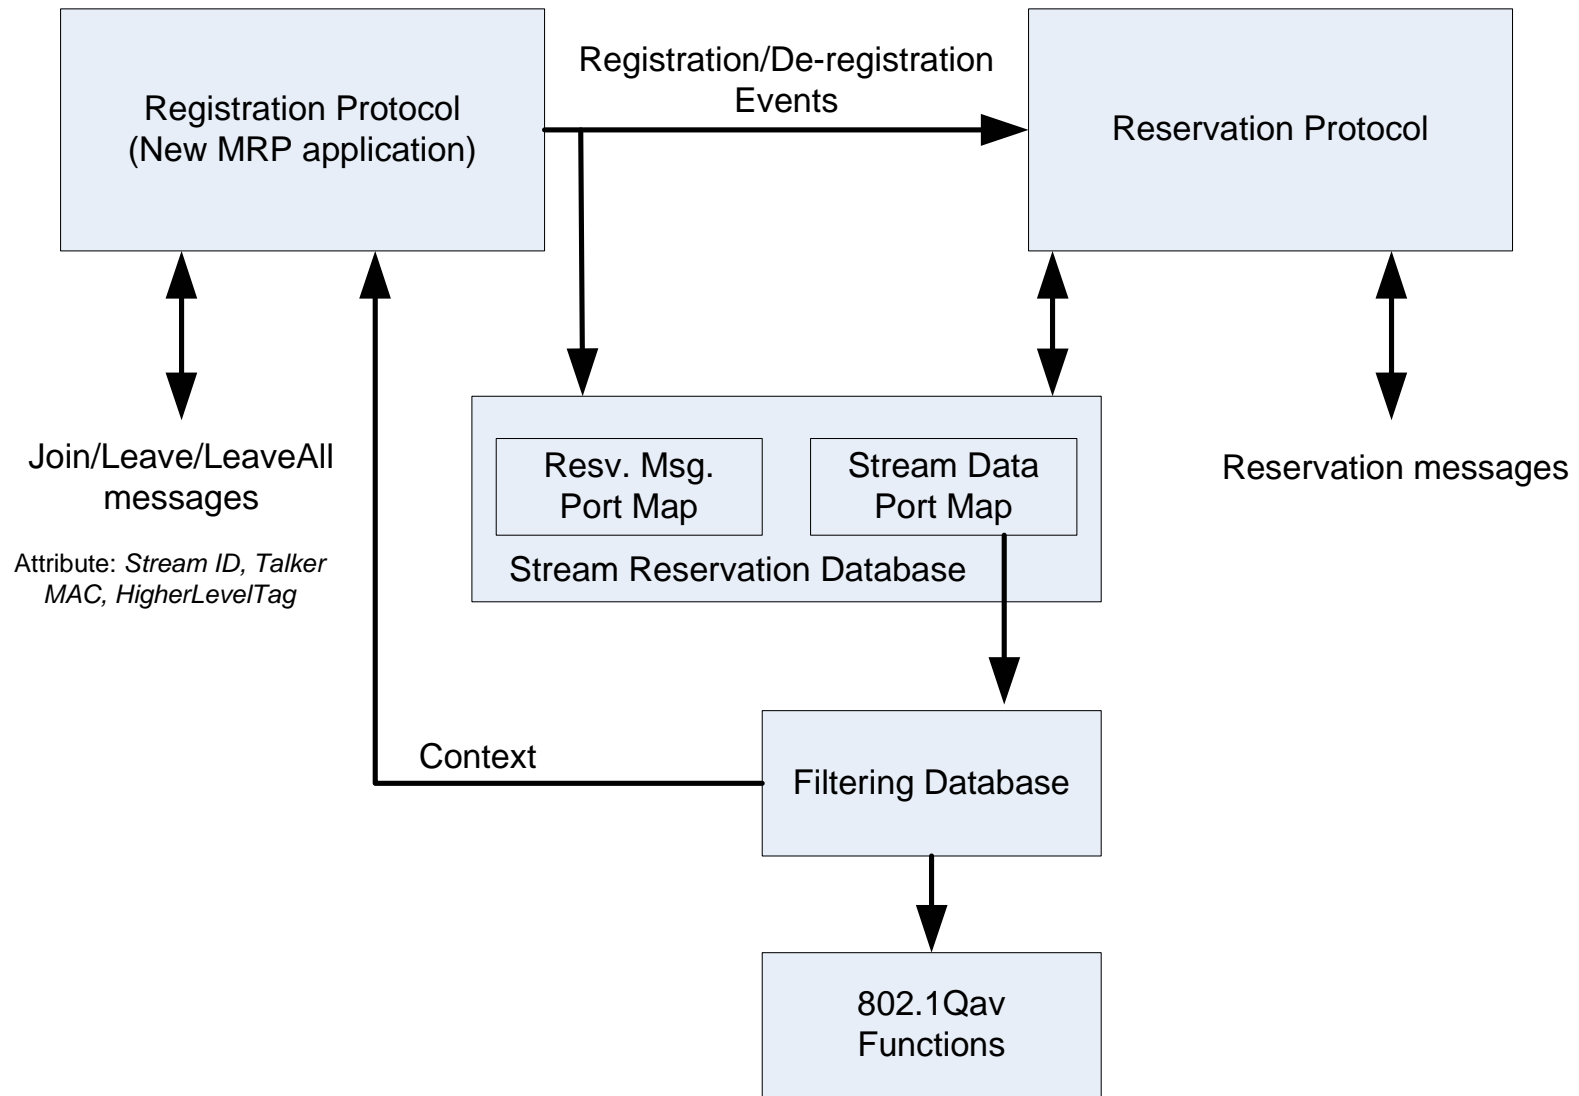 Registration Protocol
(New MRP application)
Registration/De-registration
Events
Reservation Protocol
Join/Leave/LeaveAll
messages
Attribute: Stream ID, Talker
MAC, HigherLevelTag
Resv. Msg.
Port Map
Stream Data
Port Map
Stream Reservation Database
Reservation messages
Context
Filtering Database
802.1Qav
Functions